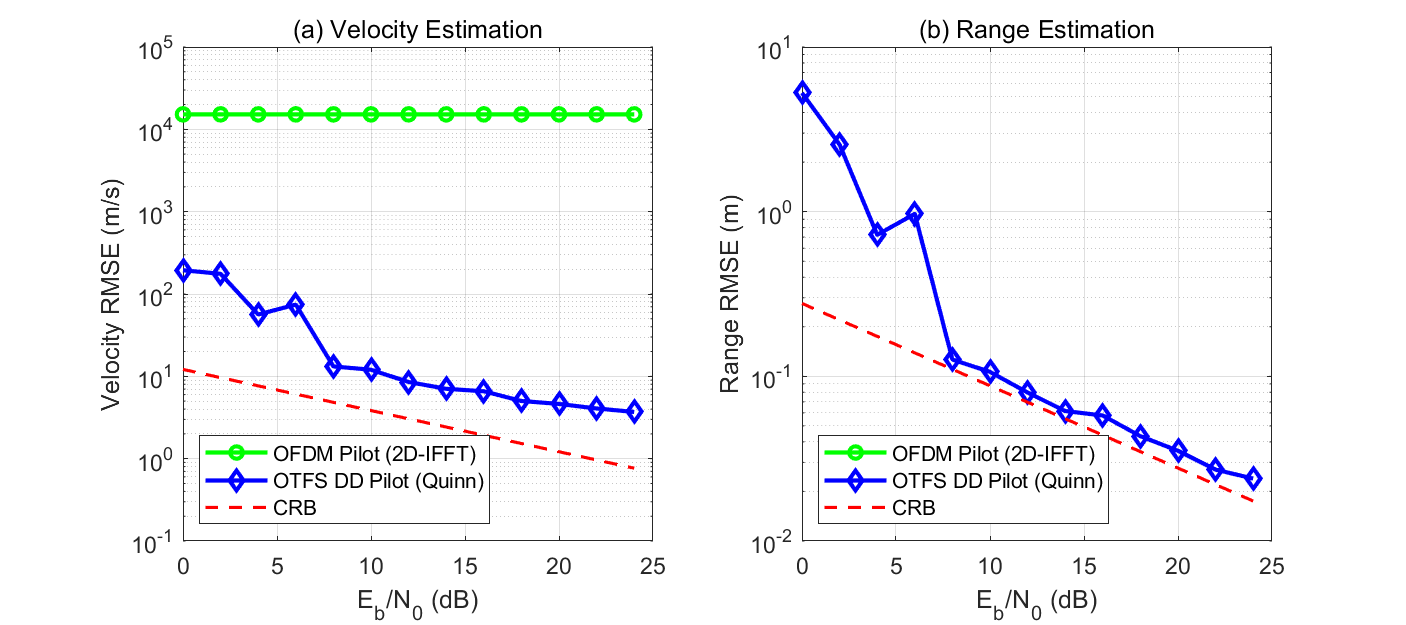 (a) Velocity Estimation
10^5
10^4
10^3
10^2
10^1
10^0
10^-1
Velocity RMSE (m/s)
OFDM Pilot (2D-IFFT)
OTFS DD Pilot (Quinn)
CRB
0 5 10 15 20 25
E_b/N_0 (dB)
(b) Range Estimation
10^1
10^0
10^-1
10^-2
Range RMSE (m)
OFDM Pilot (2D-IFFT)
OTFS DD Pilot (Quinn)
CRB
0 5 10 15 20 25
E_b/N_0 (dB)